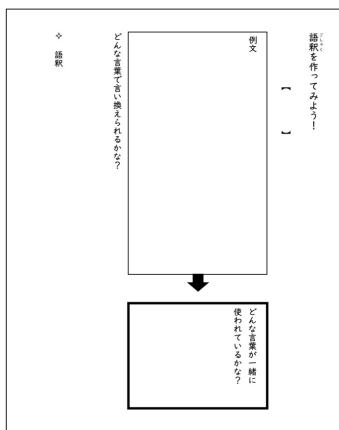 語釈を作ってみよう！
ごしゃく
【　　　】
例文
どんな言葉が一緒に
使われているかな？
どんな言葉で言い換えられるかな？
✧ 語釈